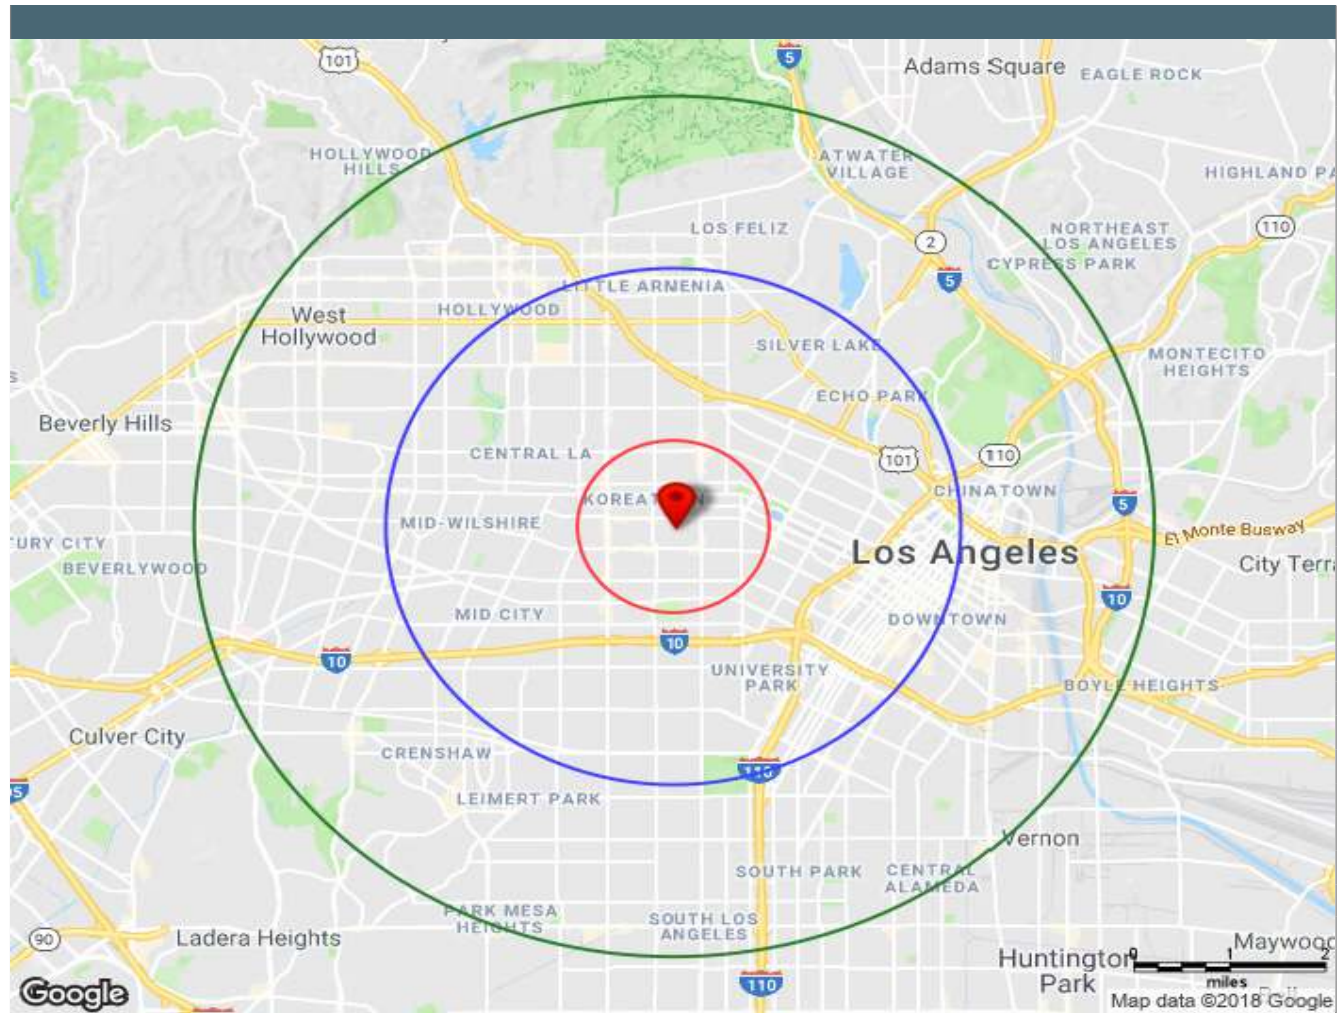 101
5
Adams Square
EAGLE ROCK
HOLLYWOOD
HILLS
ATWATER
VILLAGE
HIGHLAND PA
LOS FELIZ
110
NORTHEAST
LOS ANGELES
2
CYPRESS PARK
5
LITTLE ARMENIA
HOLLYWOOD
West
Hollywood
SILVER LAKE
MONTECITO
HEIGHTS
S
ECHO PARK
Beverly Hills
CENTRAL LA
101
110
KOREATOWN
CHINATOWN
5
MID-WILSHIRE
El Monte Busway
URY CITY
Los Angeles
BEVERLYWOOD
City Terra
10
MID CITY
DOWNTOWN
10
10
UNIVERSITY
PARK
BOYLE HEIGHTS
Culver City
CRENSHAW
110
LEIMERT PARK
Vernon
SOUTH PARK
CENTRAL
ALAMEDA
PARK MESA
HEIGHTS
SOUTH LOS
ANGELES
90
Ladera Heights
Maywood
Huntington
Park
0 1 2
miles
110
Google
Map data ©2018 Google